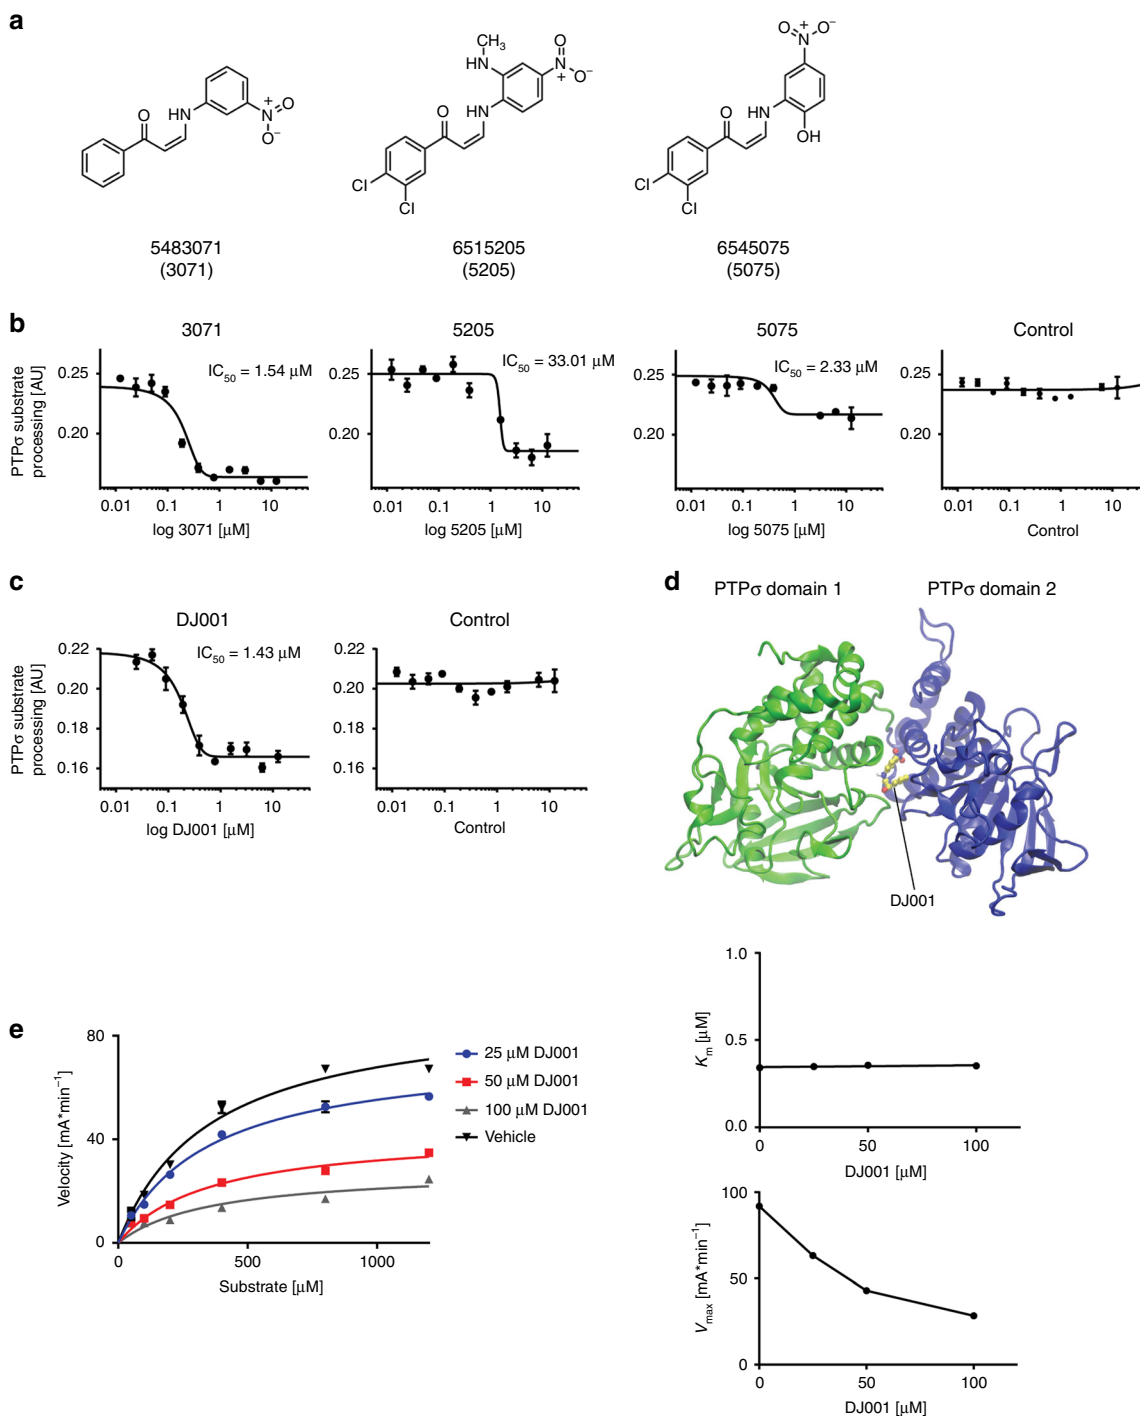 a
CH3
HN
O
N+
O−
HN
O
N+
O
O−
O
HN
Cl
Cl
O
N+
O−
O
HN
OH
Cl
Cl
5483071
(3071)
6515205
(5205)
6545075
(5075)
b
3071
PTPσ substrate
processing [AU]
0.25
0.20
IC50 = 1.54 μM
0.01 0.1 1 10
log 3071 [μM]
5205
0.25
0.20
IC50 = 33.01 μM
0.01 0.1 1 10
log 5205 [μM]
5075
0.25
0.20
IC50 = 2.33 μM
0.01 0.1 1 10
log 5075 [μM]
Control
0.25
0.20
0.01 0.1 1 10
Control
c
DJ001
PTPσ substrate
processing [AU]
0.22
0.20
0.18
0.16
IC50 = 1.43 μM
0.01 0.1 1 10
log DJ001 [μM]
Control
0.22
0.20
0.18
0.16
0.01 0.1 1 10
Control
d
PTPσ domain 1 PTPσ domain 2
DJ001
e
Velocity [mA*min−1]
80
40
0
0 500 1000
Substrate [μM]
25 μM DJ001
50 μM DJ001
100 μM DJ001
Vehicle
Km [μM]
1.0
0.5
0.0
0 50 100
DJ001 [μM]
Vmax [mA*min−1]
100
50
0
0 50 100
DJ001 [μM]